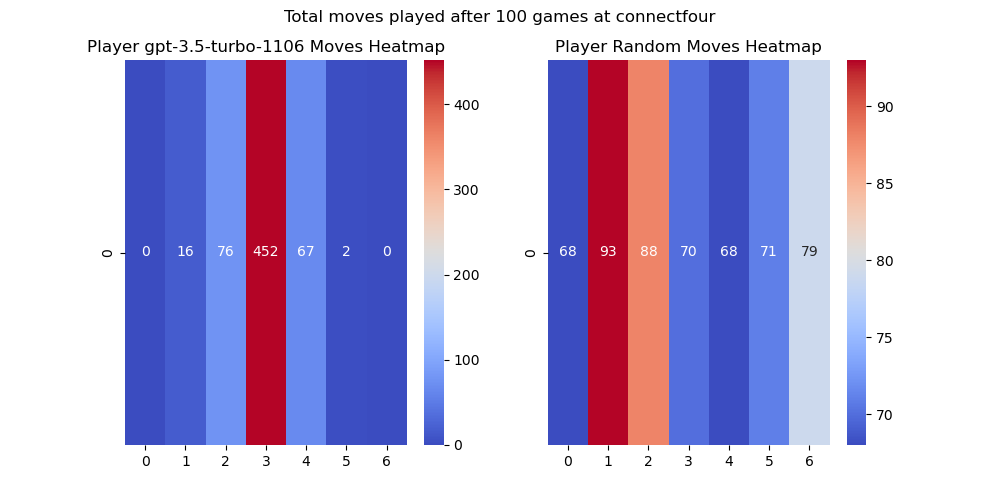 Total moves played after 100 games at connectfour
Player gpt-3.5-turbo-1106 Moves Heatmap
0
0 16 76 452 67 2 0
0 1 2 3 4 5 6
400
300
200
100
0
Player Random Moves Heatmap
0
68 93 88 70 68 71 79
0 1 2 3 4 5 6
90
85
80
75
70